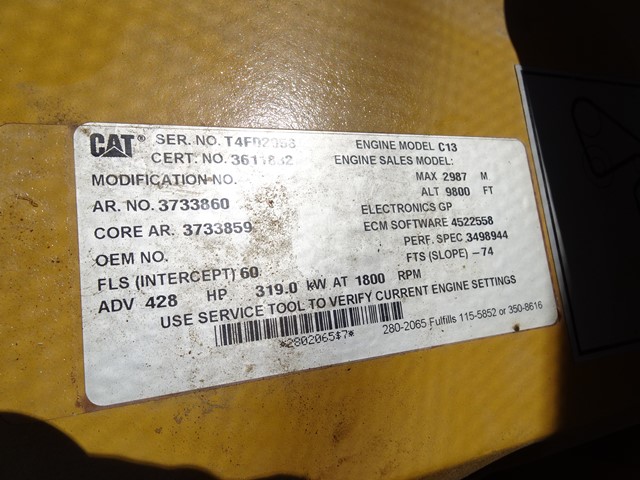 CAT® SER. NO. ENGINE MODEL C13
CERT. NO. ENGINE SALES MODEL:
MODIFICATION NO. MAX 2987 M
ALT 9800 FT
AR. NO. 3733860 ELECTRONICS GP
CORE AR. 3733859 ECM SOFTWARE 4522558
OEM NO. PERF. SPEC 3498944
FLS (INTERCEPT) 60 FTS (SLOPE) -74
ADV 428 HP 319.0 kW AT 1800 RPM
USE SERVICE TOOL TO VERIFY CURRENT ENGINE SETTINGS
*2802065$7* 280-2065 Fulfills 115-5852 or 350-8616